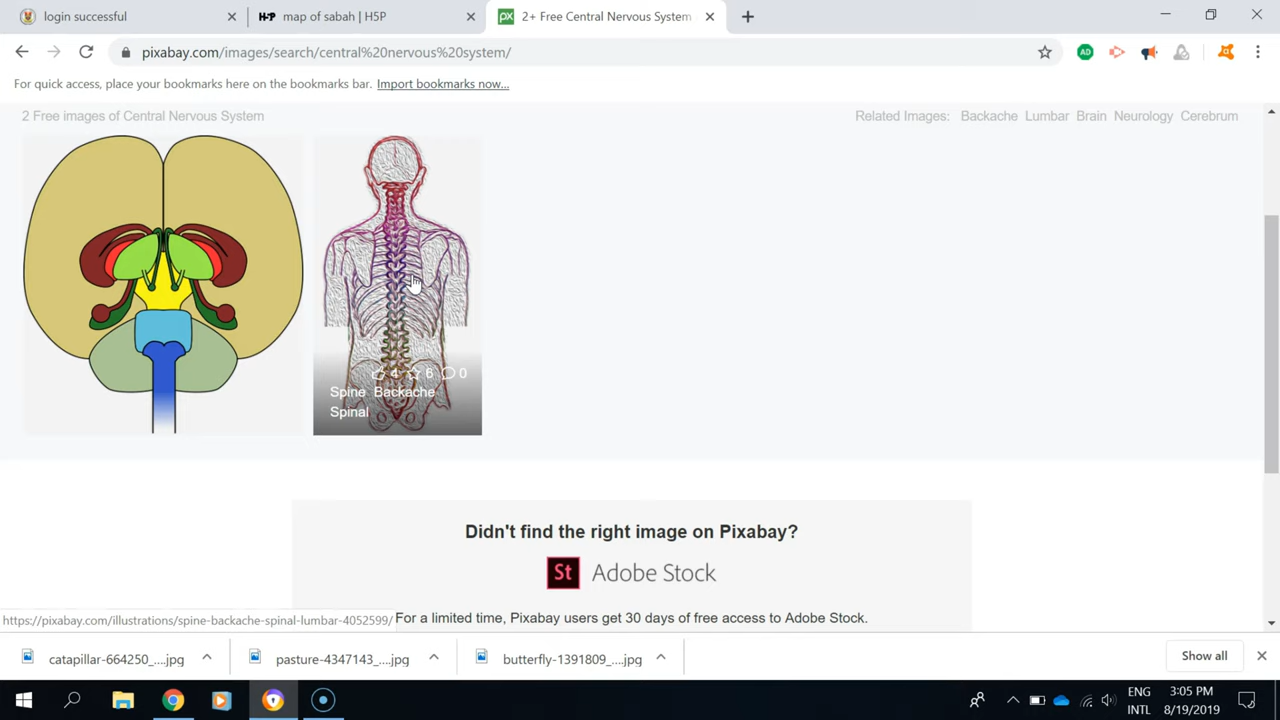 login successful
H5P map of sabah | H5P
px 2+ Free Central Nervous System
pixabay.com/images/search/central%20nervous%20system/
AD
For quick access, place your bookmarks here on the bookmarks bar. Import bookmarks now...
2 Free images of Central Nervous System
Related Images: Backache Lumbar Brain Neurology Cerebrum
4 6 0
Spine Backache
Spinal
Didn't find the right image on Pixabay?
St Adobe Stock
https://pixabay.com/illustrations/spine-backache-spinal-lumbar-4052599/
For a limited time, Pixabay users get 30 days of free access to Adobe Stock.
catapillar-664250_....jpg
pasture-4347143_....jpg
butterfly-1391809_....jpg
Show all
ENG
INTL
3:05 PM
8/19/2019